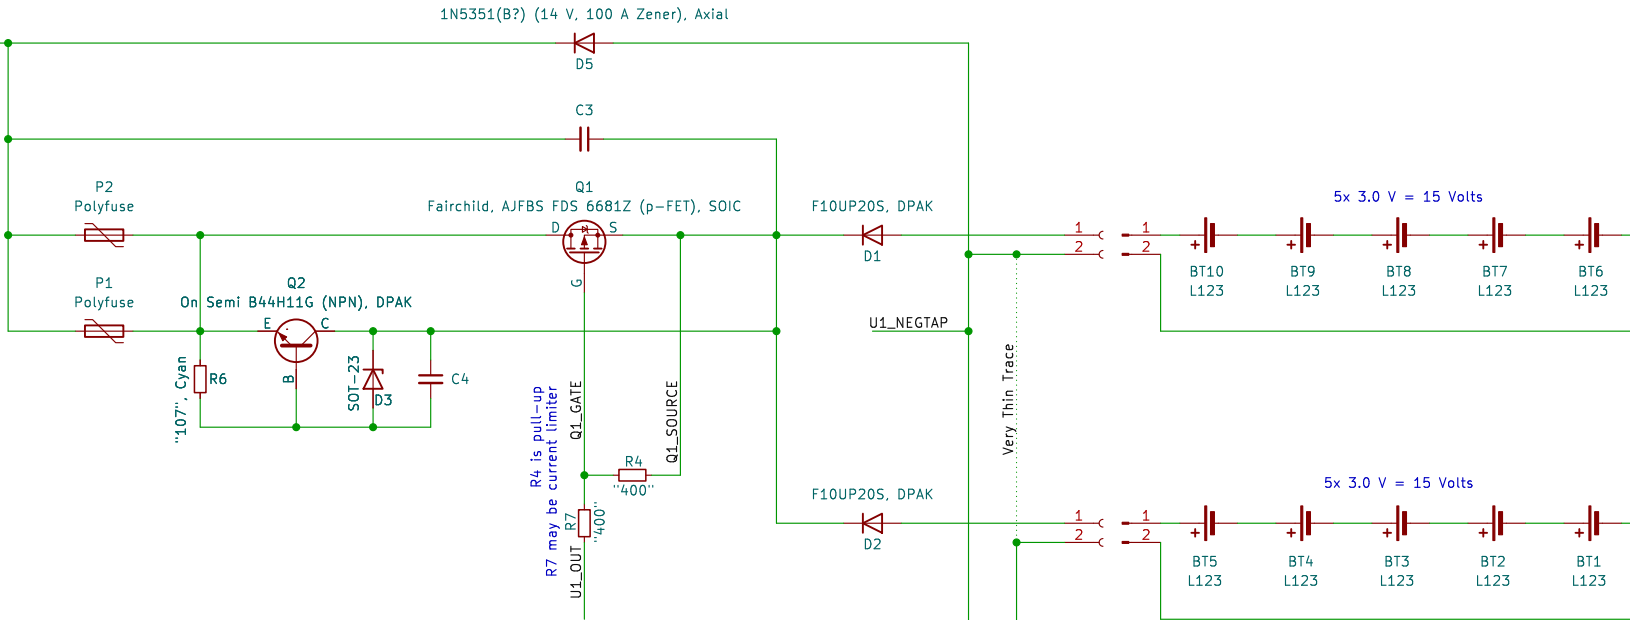 1N5351(B?) (14 V, 100 A Zener), Axial
D5
C3
P2
Polyfuse
Q1
Fairchild, AJFBS FDS 6681Z (p-FET), SOIC
D
S
G
F10UP20S, DPAK
D1
1
2
1
2
5x 3.0 V = 15 Volts
+
BT10
L123
+
BT9
L123
+
BT8
L123
+
BT7
L123
+
BT6
L123
P1
Polyfuse
Q2
On Semi B44H11G (NPN), DPAK
E
C
B
"107", Cyan
R6
SOT-23
D3
C4
U1_NEGTAP
Very Thin Trace
R4 is pull-up
R7 may be current limiter
Q1_GATE
Q1_SOURCE
R4
"400"
R7
"400"
U1_OUT
F10UP20S, DPAK
D2
1
2
1
2
5x 3.0 V = 15 Volts
+
BT5
L123
+
BT4
L123
+
BT3
L123
+
BT2
L123
+
BT1
L123